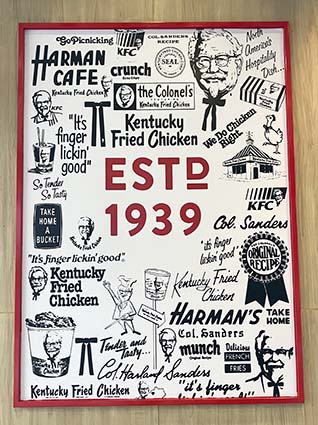 Go Picnicking
KFC
COL. SANDERS
RECIPE
SEAL
North
America's
Hospitality
Dish...
HARMAN
CAFE
crunch
KFC
the Colonel's
Kentucky Fried Chicken
"It's
finger
lickin'
good"
Kentucky
Fried Chicken
We Do Chicken
Right
So Tender
So Tasty
ESTD
1939
KFC
TAKE
HOME
A
BUCKET
Col. Sanders
"it's finger
lickin' good"
ORIGINAL
RECIPE
"It's finger lickin' good".
Kentucky
Fried
Chicken
Kentucky Fried
Chicken
HARMAN'S TAKE
HOME
Col. Sanders
munch
Original Recipe
Delicious
FRENCH
FRIES
Tender and
Tasty...
Col. Harland Sanders
Kentucky Fried Chicken
"it's finger
lickin'